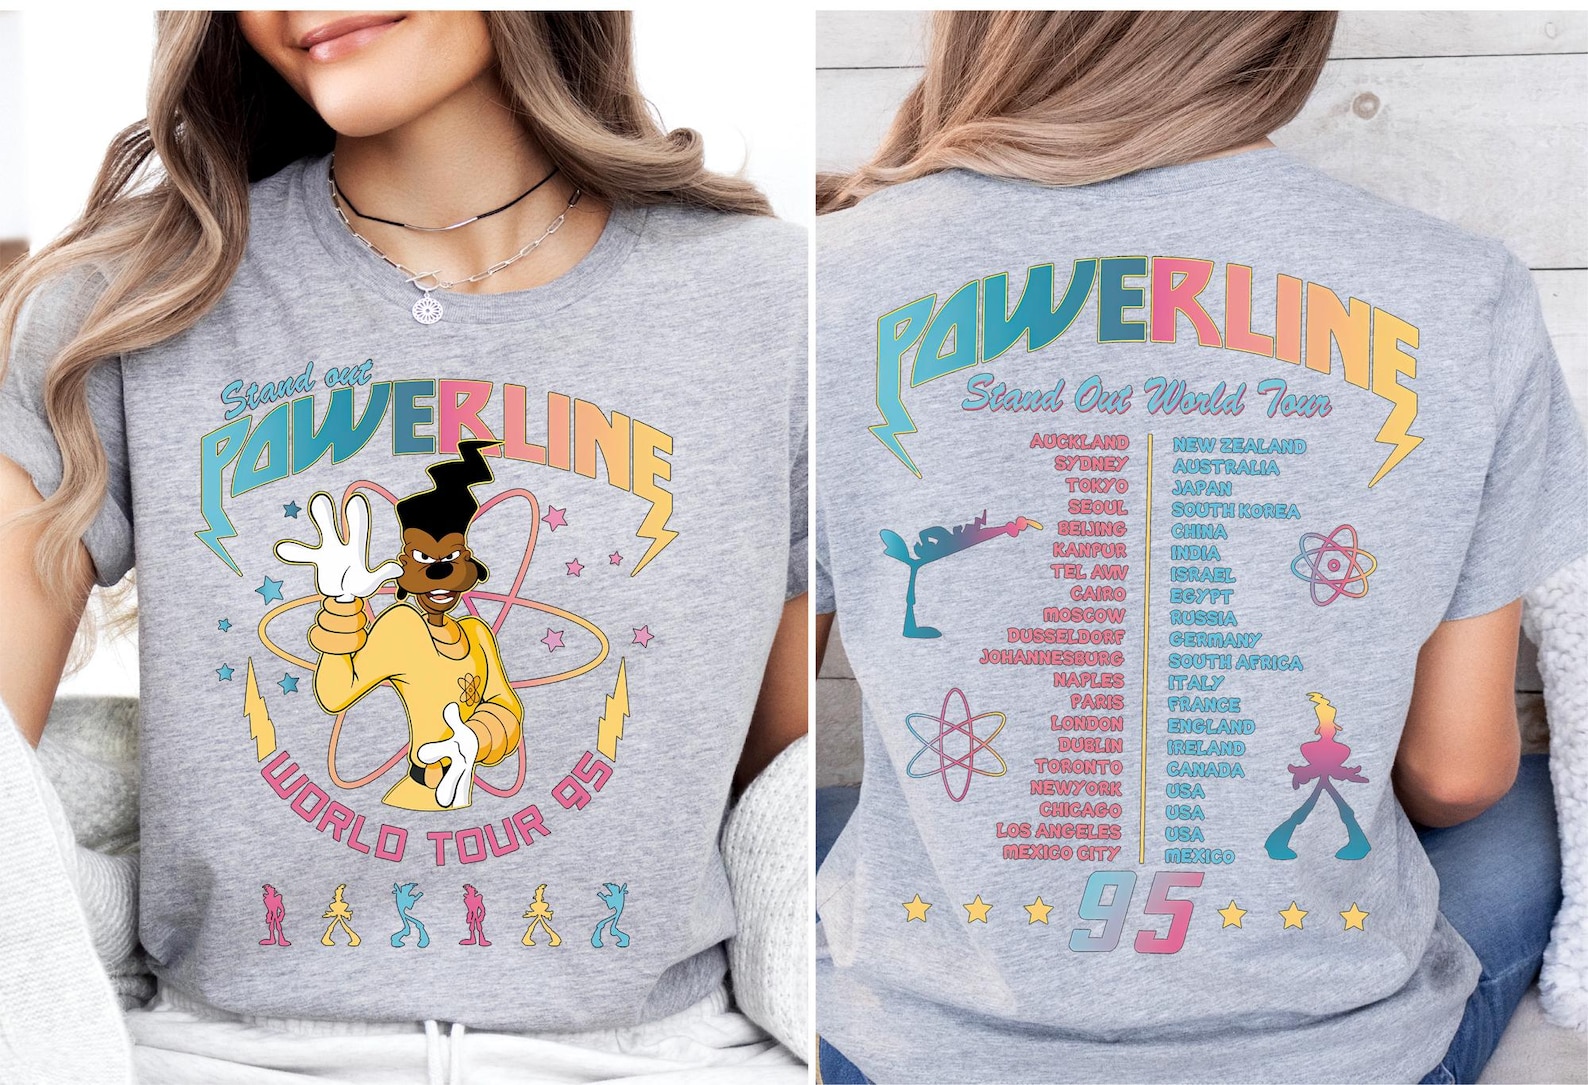 Stand out
POWERLINE
WORLD TOUR 95
POWERLINE
Stand Out World Tour
AUCKLAND NEW ZEALAND
SYDNEY AUSTRALIA
TOKYO JAPAN
SEOUL SOUTH KOREA
BEIJING CHINA
KANPUR INDIA
TEL AVIV ISRAEL
CAIRO EGYPT
MOSCOW RUSSIA
DUSSELDORF GERMANY
JOHANNESBURG SOUTH AFRICA
NAPLES ITALY
PARIS FRANCE
LONDON ENGLAND
DUBLIN IRELAND
TORONTO CANADA
NEWYORK USA
CHICAGO USA
LOS ANGELES USA
MEXICO CITY MEXICO
95